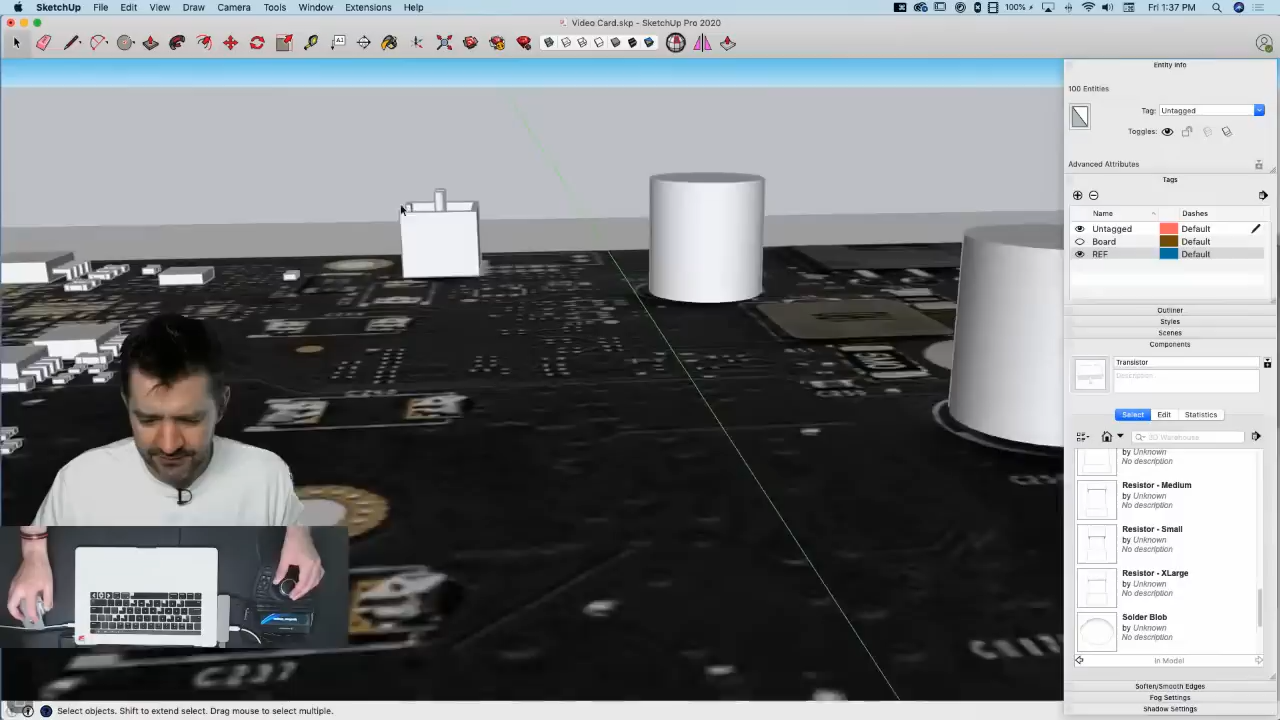 SketchUp File Edit View Draw Camera Tools Window Extensions Help
100% Fri 1:37 PM
Video Card.skp - SketchUp Pro 2020
Entity Info
100 Entities
Tag: Untagged
Toggles:
Advanced Attributes
Tags
Name Dashes
Untagged Default
Board Default
REF Default
Outliner
Styles
Scenes
Components
Transistor
Description
Select Edit Statistics
3D Warehouse
by Unknown
No description
Resistor - Medium
by Unknown
No description
Resistor - Small
by Unknown
No description
Resistor - XLarge
by Unknown
No description
Solder Blob
by Unknown
No description
In Model
Soften/Smooth Edges
Fog Settings
Shadow Settings
C237
D
Select objects. Shift to extend select. Drag mouse to select multiple.